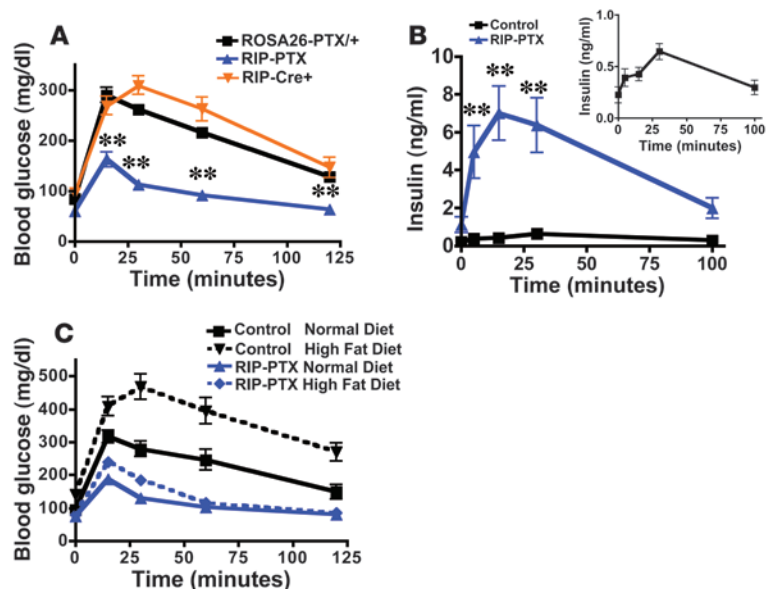 A
ROSA26-PTX/+
RIP-PTX
RIP-Cre+
Blood glucose (mg/dl)
300
200
100
0
**
**
**
**
0 25 50 75 100 125
Time (minutes)
B
Control
RIP-PTX
Insulin (ng/ml)
10
8
6
4
2
0
**
**
**
0 25 50 75 100
Time (minutes)
Insulin (ng/ml)
1.0
0.5
0.0
0 25 50 75 100
Time (minutes)
C
Control Normal Diet
Control High Fat Diet
RIP-PTX Normal Diet
RIP-PTX High Fat Diet
Blood glucose (mg/dl)
500
400
300
200
100
0
0 25 50 75 100 125
Time (minutes)